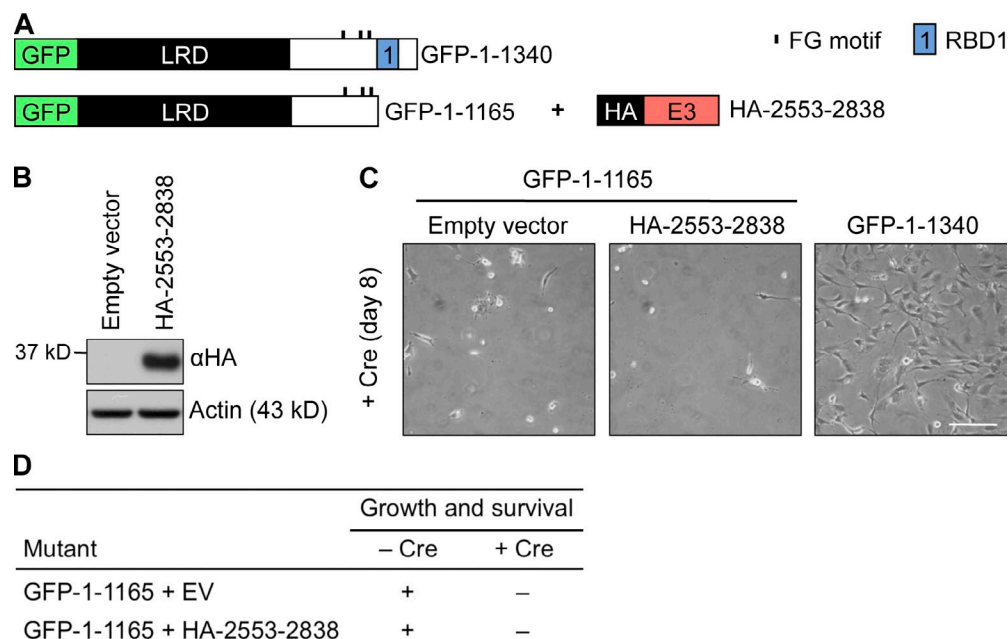 A
GFP LRD 1 GFP-1-1340
FG motif 1 RBD1
GFP LRD GFP-1-1165 + HA E3 HA-2553-2838
B
Empty vector
HA-2553-2838
37 kD
αHA
Actin (43 kD)
C
GFP-1-1165
Empty vector HA-2553-2838 GFP-1-1340
+ Cre (day 8)
D
Growth and survival
Mutant – Cre + Cre
GFP-1-1165 + EV + –
GFP-1-1165 + HA-2553-2838 + –